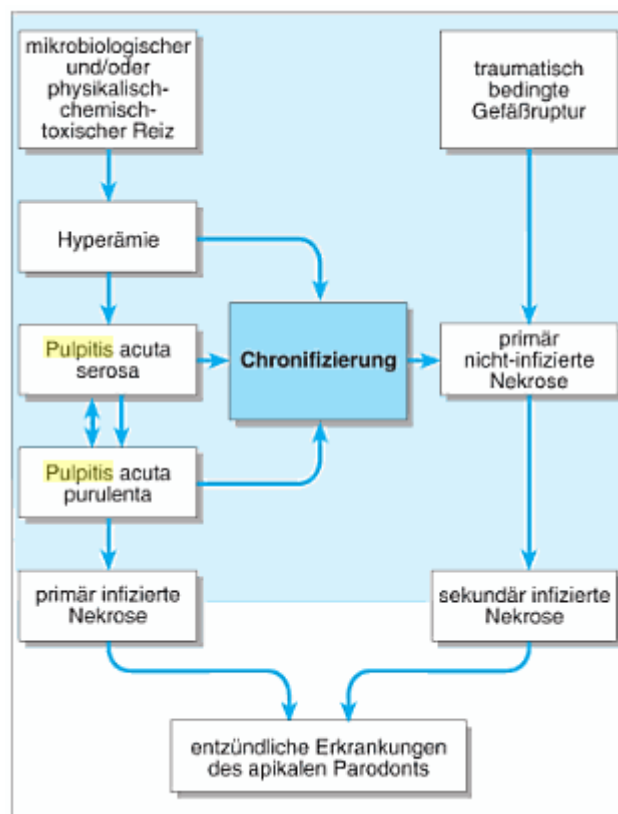 mikrobiologischer
und/oder
physikalisch-
chemisch-
toxischer Reiz
traumatisch
bedingte
Gefäßruptur
Hyperämie
Pulpitis acuta
serosa
Chronifizierung
primär
nicht-infizierte
Nekrose
Pulpitis acuta
purulenta
primär infizierte
Nekrose
sekundär infizierte
Nekrose
entzündliche Erkrankungen
des apikalen Parodonts